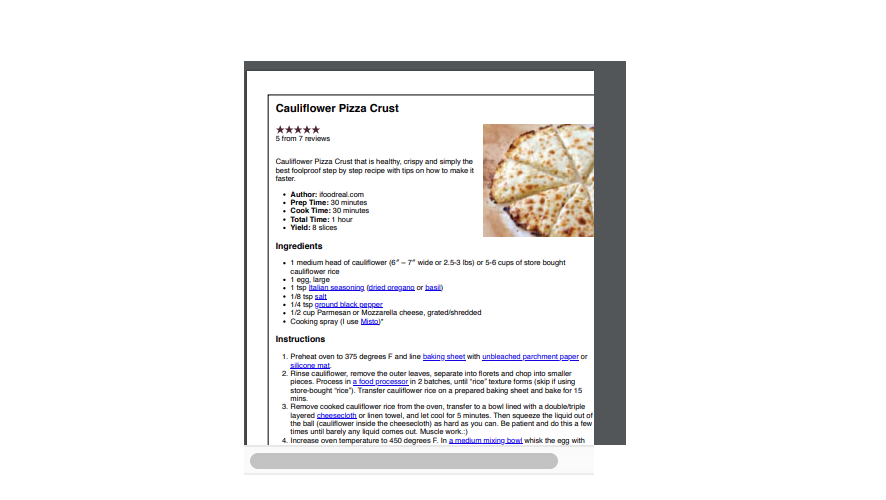 Cauliflower Pizza Crust
★★★★★
5 from 7 reviews
Cauliflower Pizza Crust that is healthy, crispy and simply the
best foolproof step by step recipe with tips on how to make it
faster.
• Author: ifoodreal.com
• Prep Time: 30 minutes
• Cook Time: 30 minutes
• Total Time: 1 hour
• Yield: 8 slices
Ingredients
• 1 medium head of cauliflower (6″ – 7″ wide or 2.5-3 lbs) or 5-6 cups of store bought
cauliflower rice
• 1 egg, large
• 1 tsp Italian seasoning (dried oregano or basil)
• 1/8 tsp salt
• 1/4 tsp ground black pepper
• 1/2 cup Parmesan or Mozzarella cheese, grated/shredded
• Cooking spray (I use Misto)*
Instructions
1. Preheat oven to 375 degrees F and line baking sheet with unbleached parchment paper or
silicone mat.
2. Rinse cauliflower, remove the outer leaves, separate into florets and chop into smaller
pieces. Process in a food processor in 2 batches, until "rice" texture forms (skip if using
store-bought "rice"). Transfer cauliflower rice on a prepared baking sheet and bake for 15
mins.
3. Remove cooked cauliflower rice from the oven, transfer to a bowl lined with a double/triple
layered cheesecloth or linen towel, and let cool for 5 minutes. Then squeeze the liquid out of
the ball (cauliflower inside the cheesecloth) as hard as you can. Be patient and do this a few
times until barely any liquid comes out. Muscle work.:)
4. Increase oven temperature to 450 degrees F. In a medium mixing bowl whisk the egg with